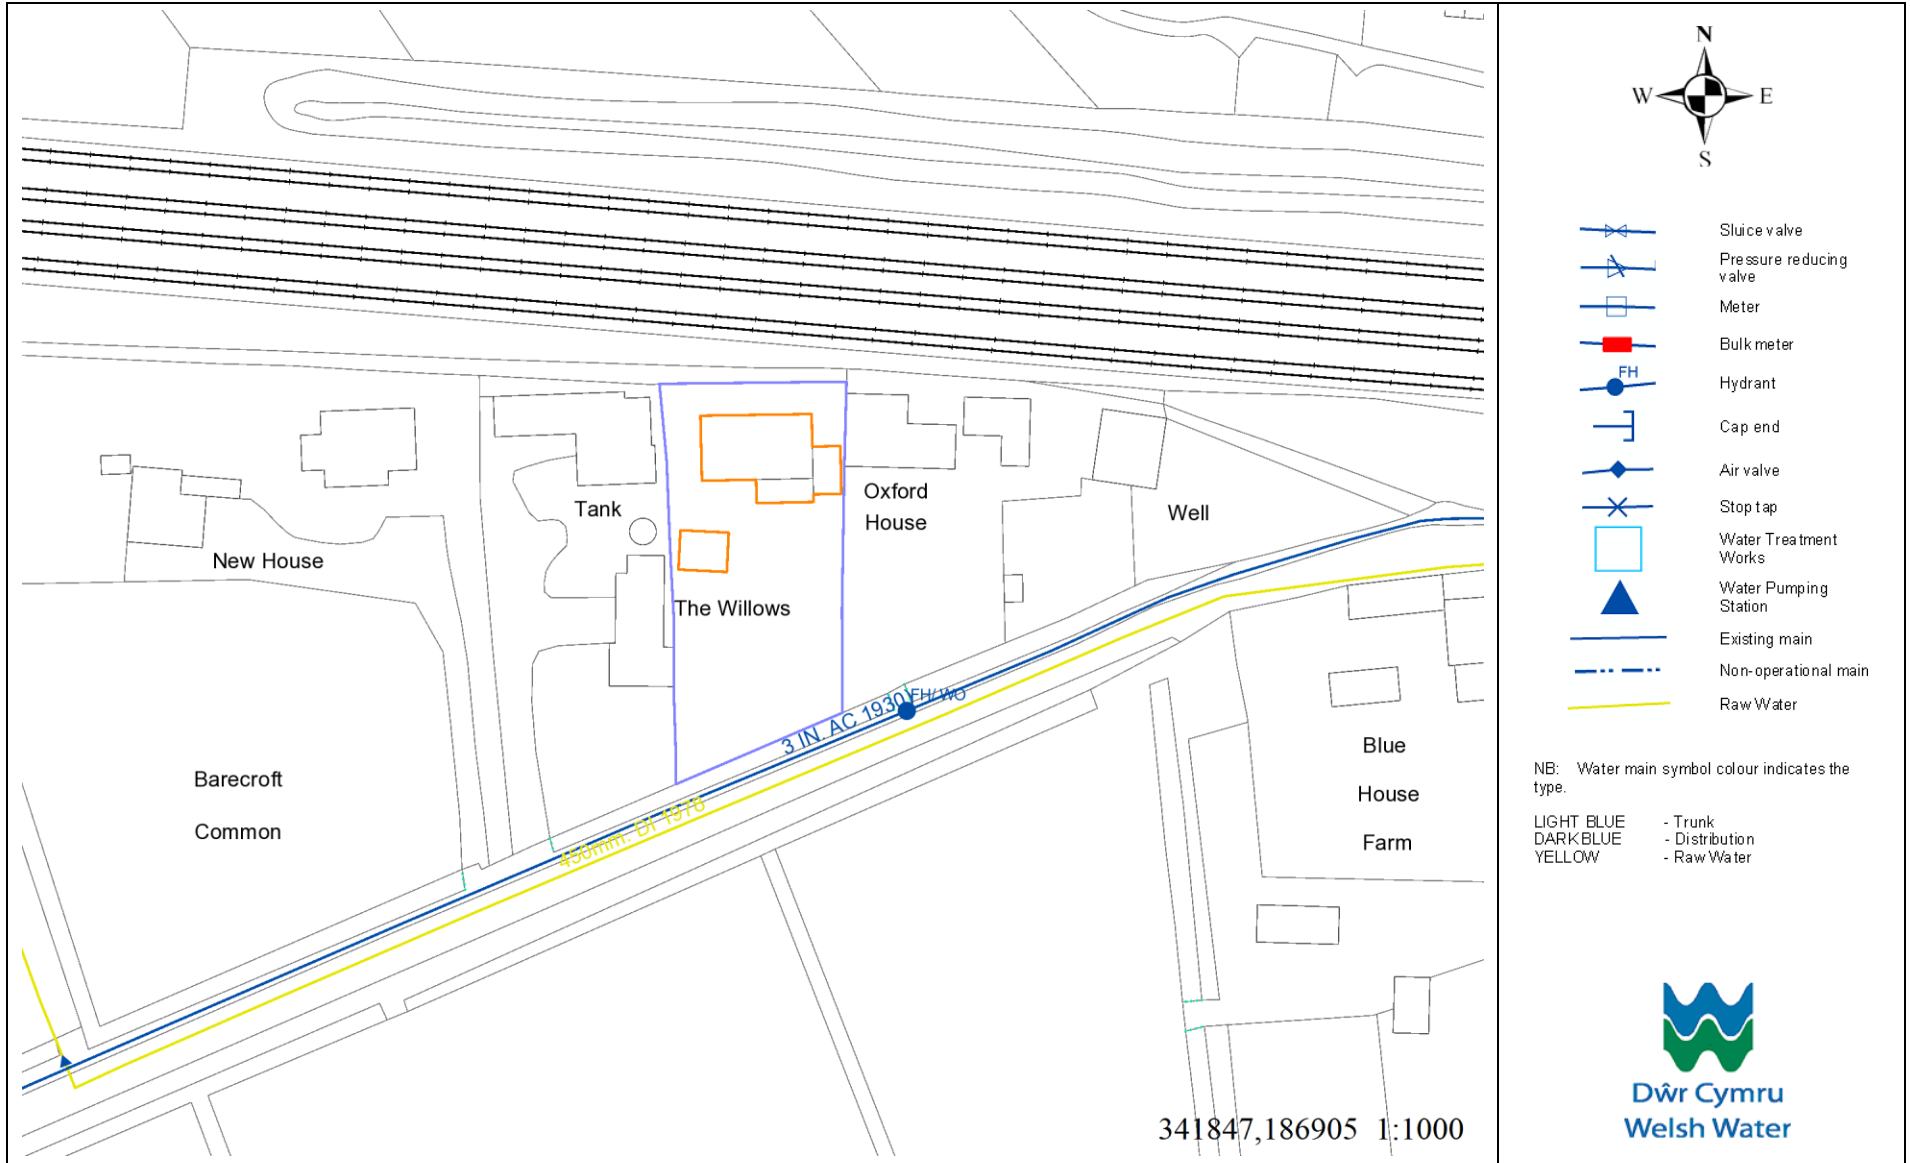 New House
Tank
The Willows
Oxford
House
Well
3 IN. AC 1930
FH/WO
450mm. DI 1978
Barecroft
Common
Blue
House
Farm
341847,186905 1:1000
N
W E
S
Sluice valve
Pressure reducing
valve
Meter
Bulk meter
FH
Hydrant
Cap end
Air valve
Stop tap
Water Treatment
Works
Water Pumping
Station
Existing main
Non-operational main
Raw Water
NB: Water main symbol colour indicates the
type.
LIGHT BLUE - Trunk
DARK BLUE - Distribution
YELLOW - Raw Water
Dŵr Cymru
Welsh Water